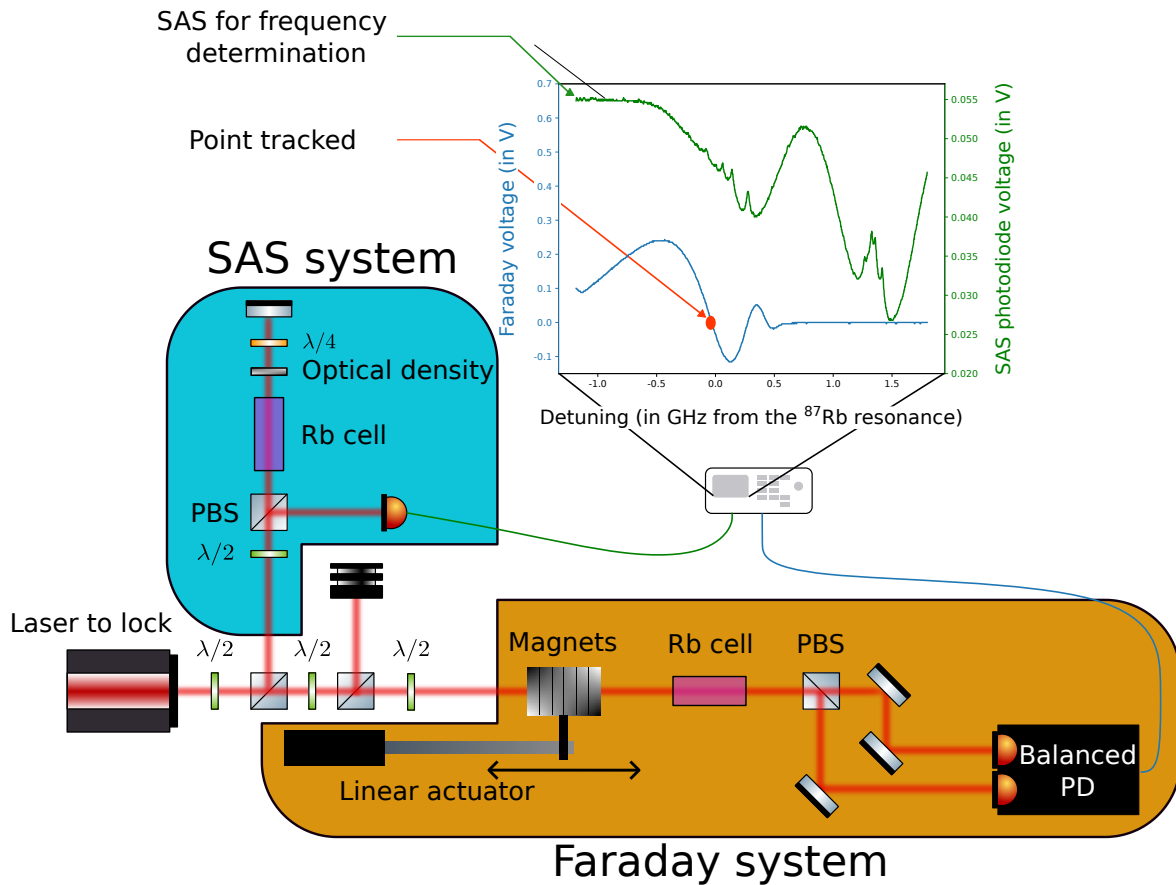 SAS for frequency
determination
Point tracked
0.7
0.6
0.5
0.4
0.3
0.2
0.1
0.0
-0.1
Faraday voltage (in V)
0.055
0.050
0.045
0.040
0.035
0.030
0.025
0.020
SAS photodiode voltage (in V)
-1.0
-0.5
0.0
0.5
1.0
1.5
Detuning (in GHz from the ⁸⁷Rb resonance)
SAS system
λ/4
Optical density
Rb cell
PBS
λ/2
Laser to lock
λ/2
λ/2
λ/2
Magnets
Rb cell
PBS
Linear actuator
Balanced
PD
Faraday system